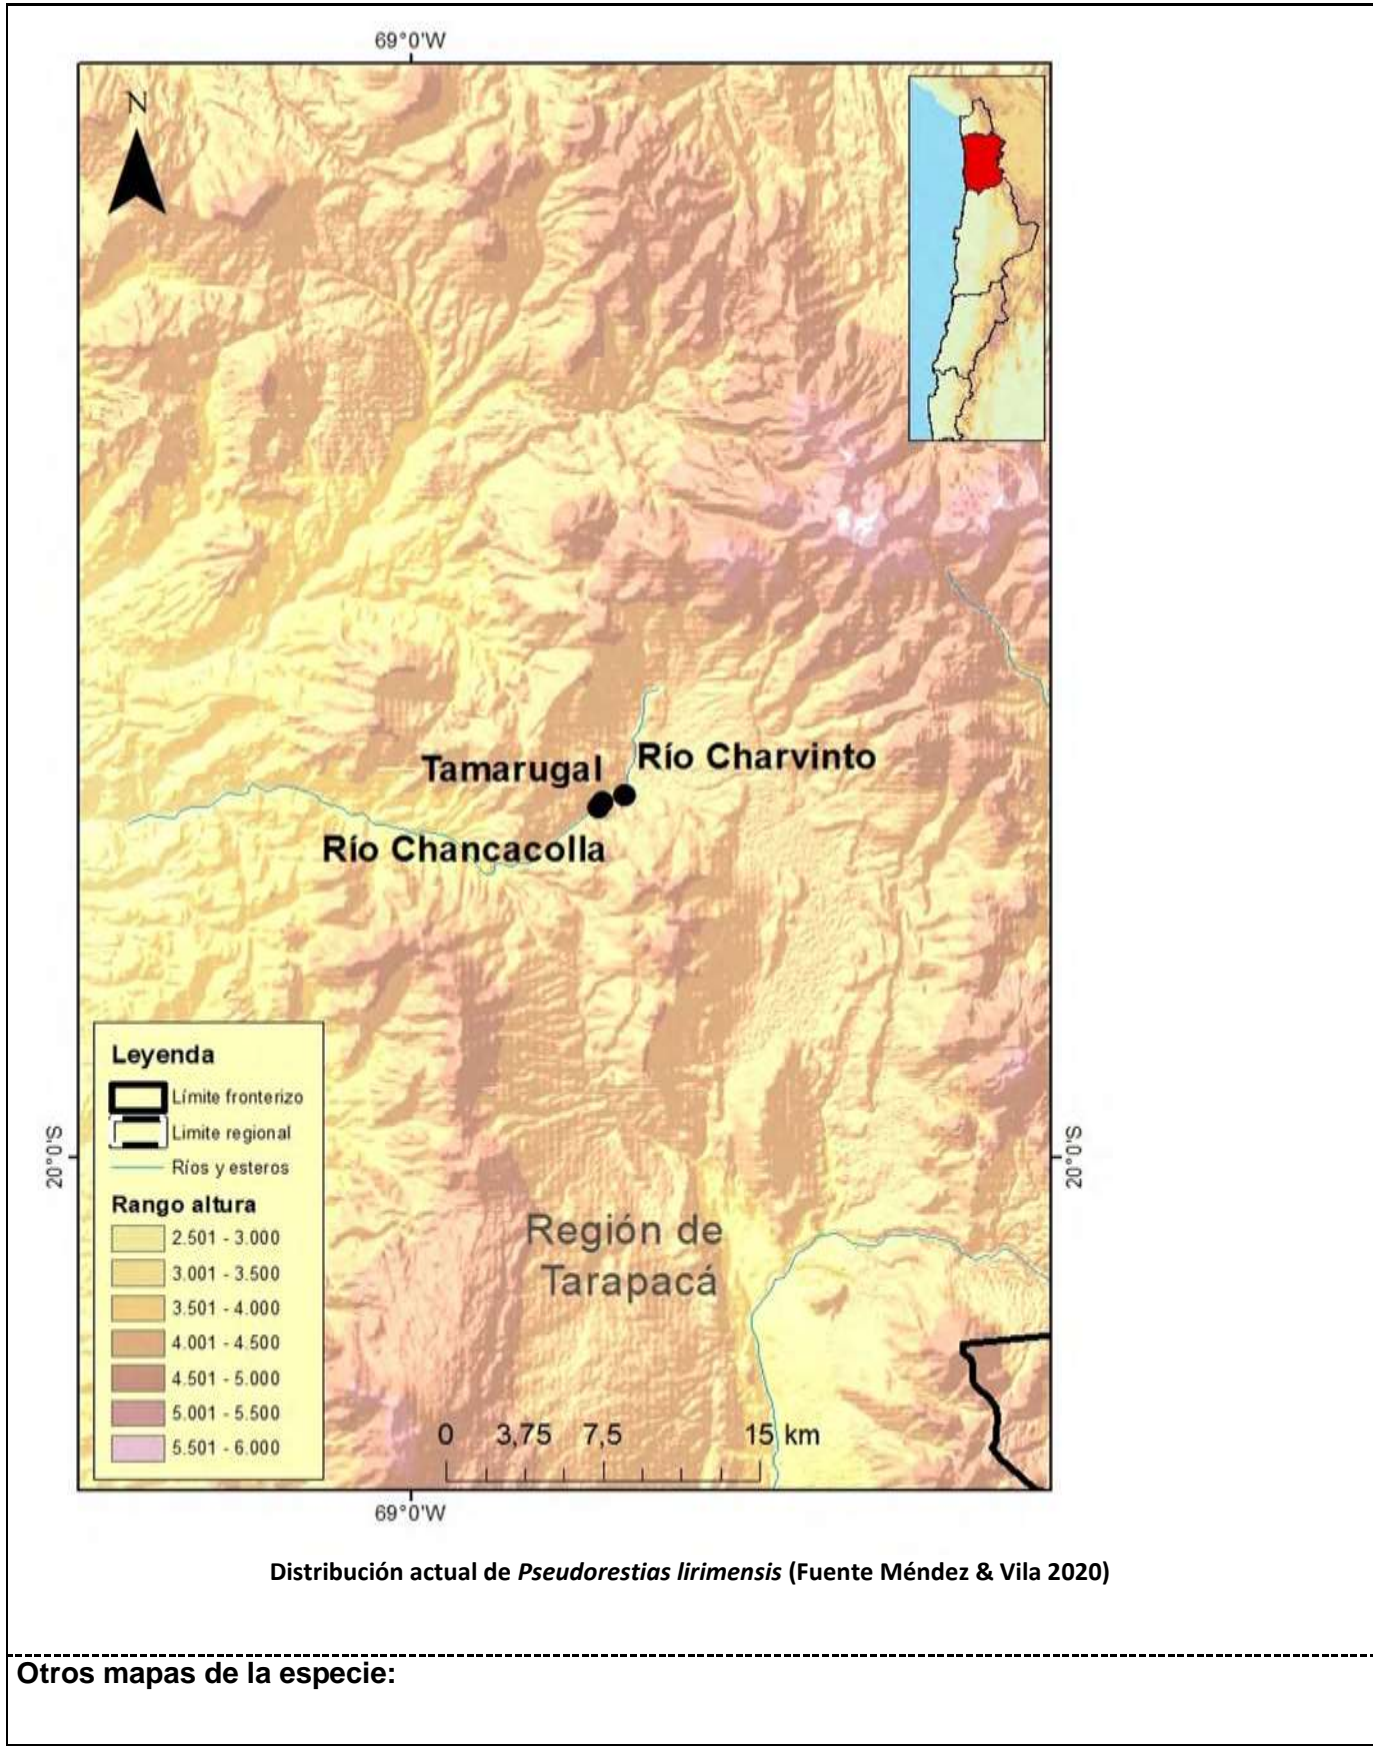 69°0'W
N
Tamarugal
Río Charvinto
Río Chancacolla
Leyenda
Límite fronterizo
Limite regional
Ríos y esteros
Rango altura
2.501 - 3.000
3.001 - 3.500
3.501 - 4.000
4.001 - 4.500
4.501 - 5.000
5.001 - 5.500
5.501 - 6.000
20°0'S
20°0'S
Región de
Tarapacá
0 3,75 7,5 15 km
69°0'W
Distribución actual de Pseudorestias lirimensis (Fuente Méndez & Vila 2020)
Otros mapas de la especie: